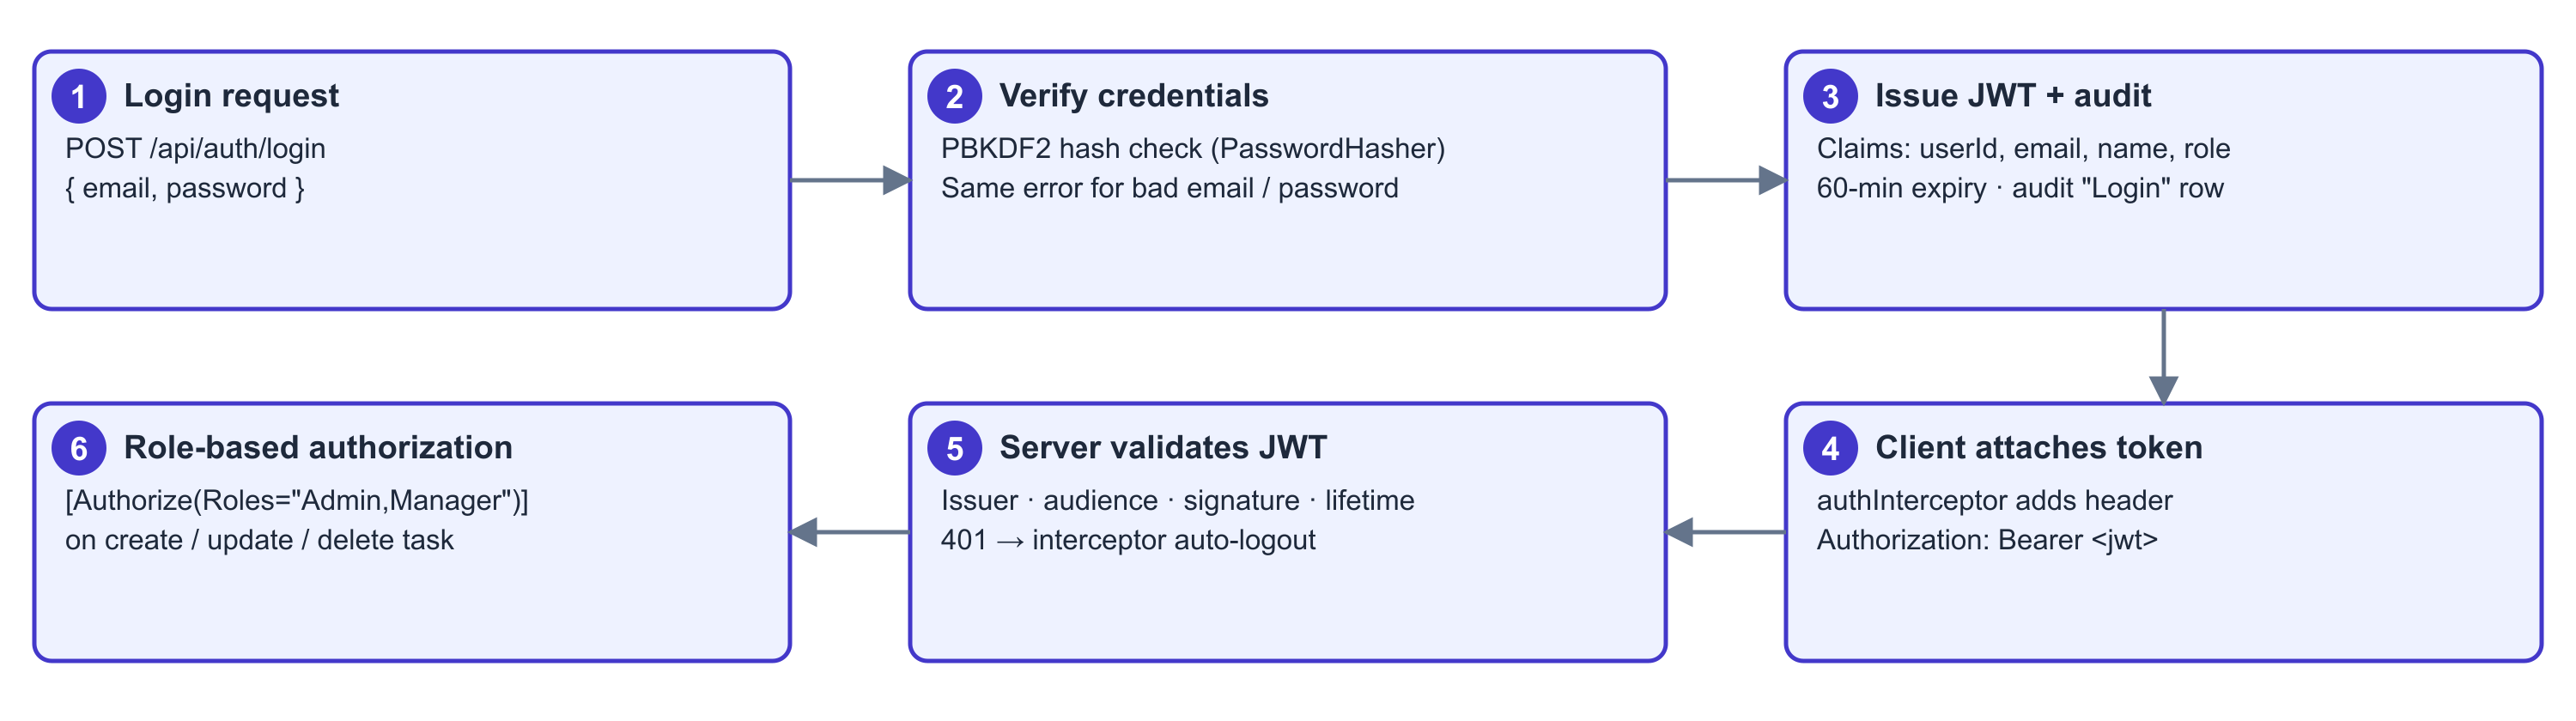 1 Login request
POST /api/auth/login
{ email, password }
2 Verify credentials
PBKDF2 hash check (PasswordHasher)
Same error for bad email / password
3 Issue JWT + audit
Claims: userId, email, name, role
60-min expiry · audit "Login" row
4 Client attaches token
authInterceptor adds header
Authorization: Bearer <jwt>
5 Server validates JWT
Issuer · audience · signature · lifetime
401 → interceptor auto-logout
6 Role-based authorization
[Authorize(Roles="Admin,Manager")]
on create / update / delete task